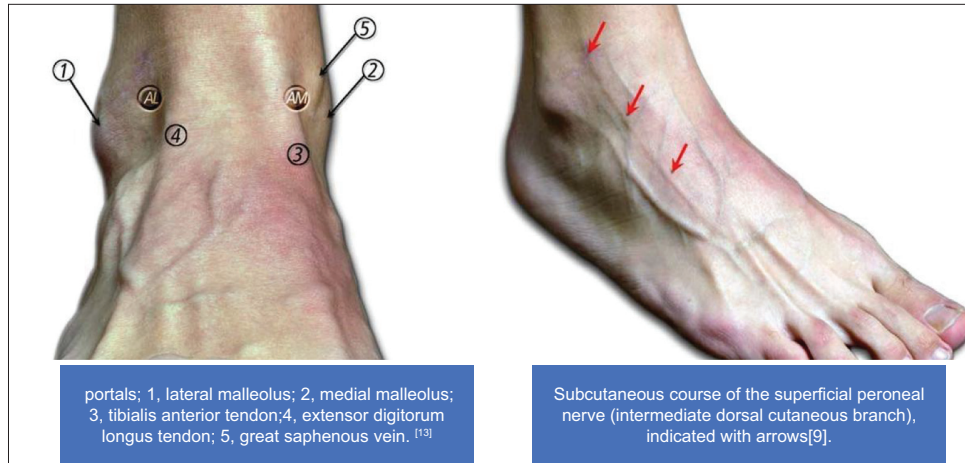 5
1
2
AL
AM
4
3
portals; 1, lateral malleolus; 2, medial malleolus;
3, tibialis anterior tendon;4, extensor digitorum
longus tendon; 5, great saphenous vein. [13]
Subcutaneous course of the superficial peroneal
nerve (intermediate dorsal cutaneous branch),
indicated with arrows[9].